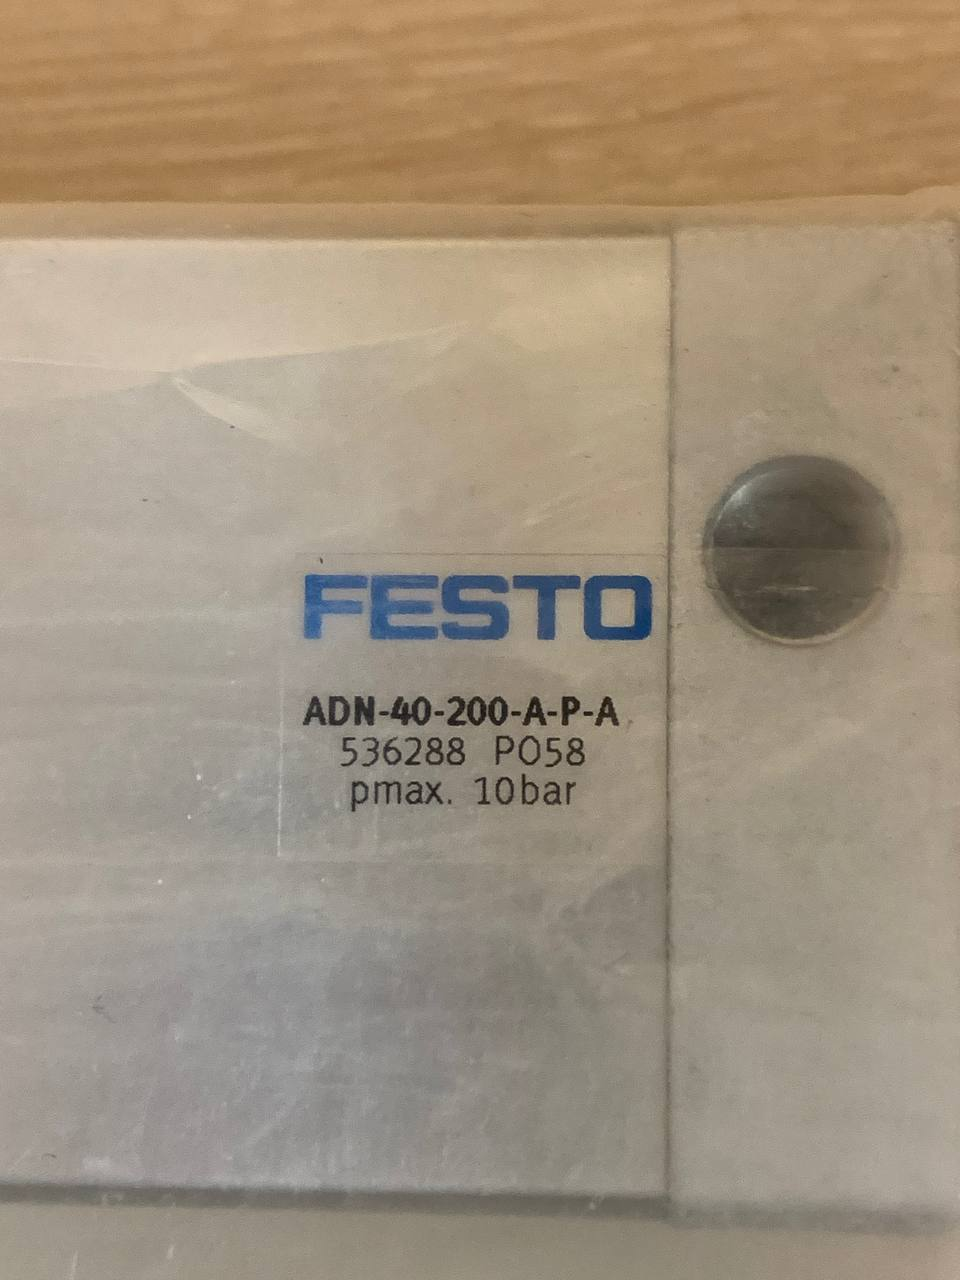 FESTO
ADN-40-200-A-P-A
536288 PO58
pmax. 10bar